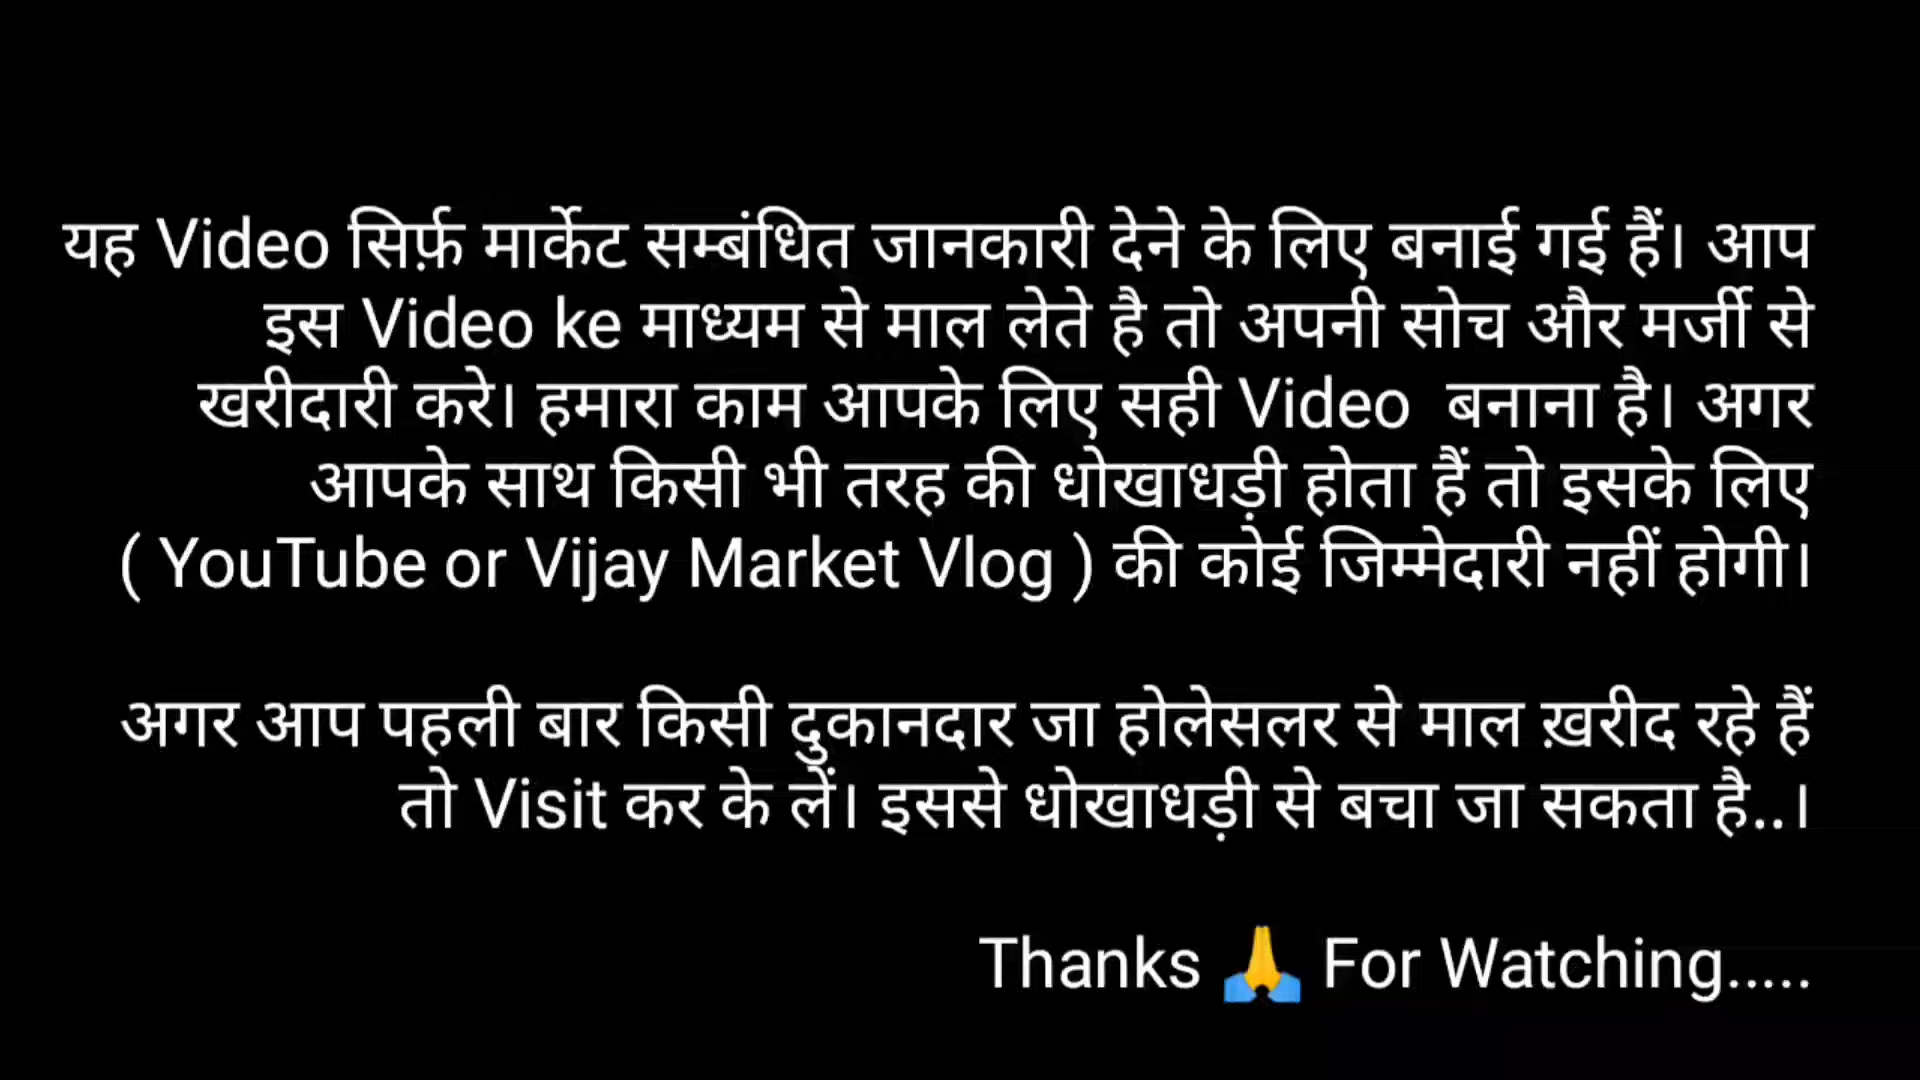 यह Video सिर्फ़ मार्केट सम्बंधित जानकारी देने के लिए बनाई गई हैं। आप
इस Video ke माध्यम से माल लेते है तो अपनी सोच और मर्जी से
खरीदारी करे। हमारा काम आपके लिए सही Video  बनाना है। अगर
आपके साथ किसी भी तरह की धोखाधड़ी होता हैं तो इसके लिए
( YouTube or Vijay Market Vlog ) की कोई जिम्मेदारी नहीं होगी।
अगर आप पहली बार किसी दुकानदार जा होलेसलर से माल ख़रीद रहे हैं
तो Visit कर के लें। इससे धोखाधड़ी से बचा जा सकता है..।
Thanks 🙏 For Watching.....